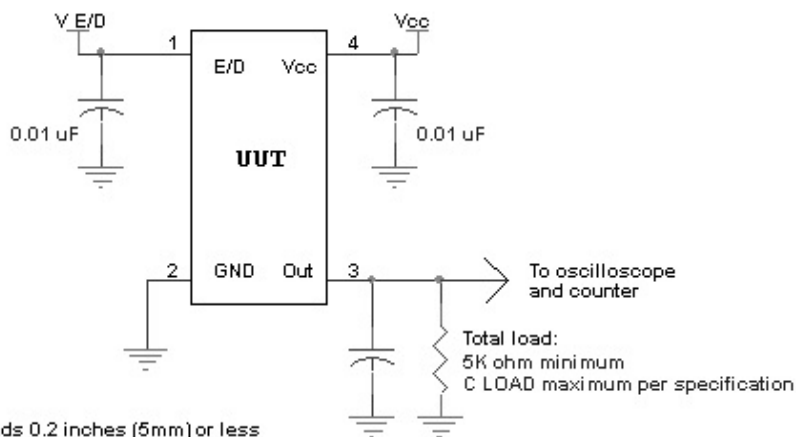 V E/D
Vcc
1
4
E/D
Vcc
0.01 uF
0.01 uF
UUT
2
GND
Out
3
To oscilloscope
and counter
Total load:
5K ohm minimum
C LOAD maximum per specification
0.2 inches (5mm) or less